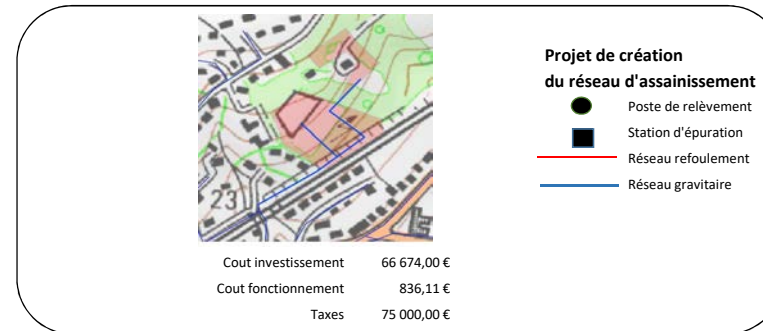 Projet de création
du réseau d'assainissement
Poste de relèvement
Station d'épuration
Réseau refoulement
Réseau gravitaire
23
Cout investissement 66 674,00 €
Cout fonctionnement 836,11 €
Taxes 75 000,00 €